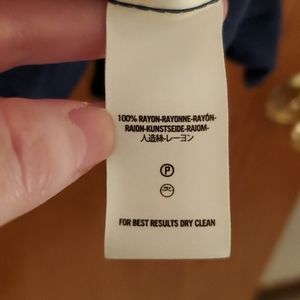 100% RAYON-RAYONNE-RAYÓN-
RAION-KUNSTSEIDE-RAIOM-
人造絲-レーヨン
P
FOR BEST RESULTS DRY CLEAN